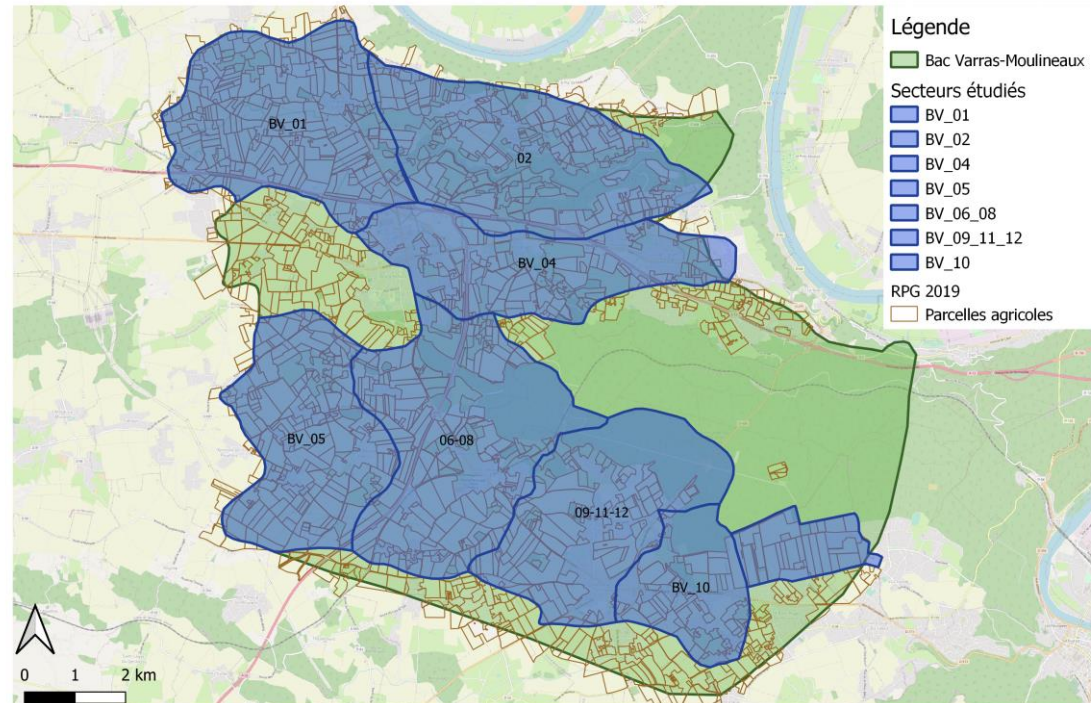 Légende
Bac Varras-Moulineaux
Secteurs étudiés
BV_01
BV_02
BV_04
BV_05
BV_06_08
BV_09_11_12
BV_10
RPG 2019
Parcelles agricoles
BV_01
02
BV_04
BV_05
06-08
09-11-12
BV_10
0 1 2 km